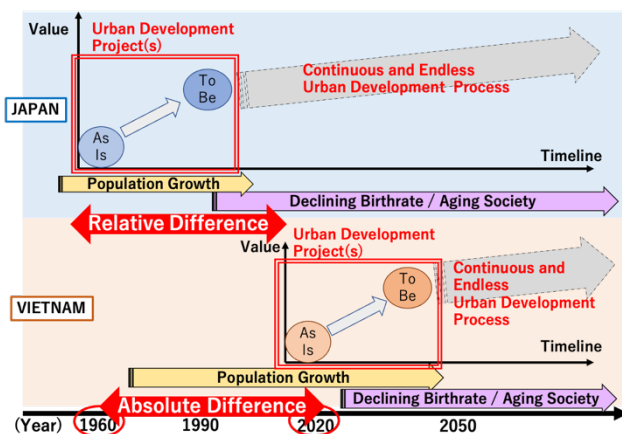 Value
Urban Development
Project(s)
To
Be
Continuous and Endless
Urban Development Process
JAPAN
As
Is
Timeline
Population Growth
Declining Birthrate / Aging Society
Relative Difference
Value
Urban Development
Project(s)
To
Be
Continuous and
Endless
Urban Development
Process
VIETNAM
As
Is
Timeline
Population Growth
Declining Birthrate / Aging Society
Absolute Difference
(Year) 1960 1990 2020 2050